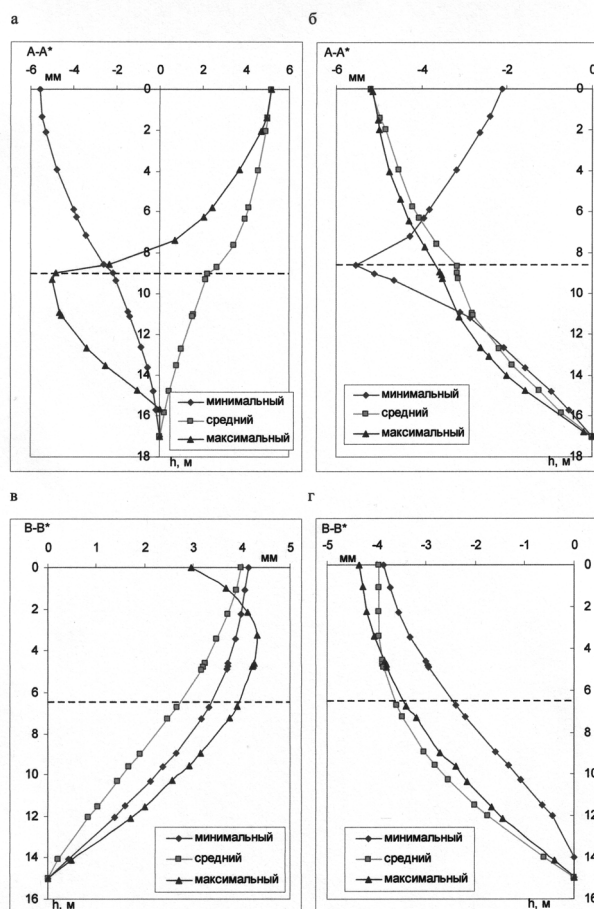 а
A-A*
мм
-6 -4 -2 0 2 4 6
0
2
4
6
8
10
12
14
16
18
минимальный
средний
максимальный
h, м
б
A-A*
мм
-6 -4 -2 0
0
2
4
6
8
10
12
14
16
18
минимальный
средний
максимальный
h, м
в
B-B*
0 1 2 3 4 5
мм
0
2
4
6
8
10
12
14
16
минимальный
средний
максимальный
h, м
г
B-B*
-5 -4 -3 -2 -1 0
мм
0
2
4
6
8
10
12
14
16
минимальный
средний
максимальный
h, м